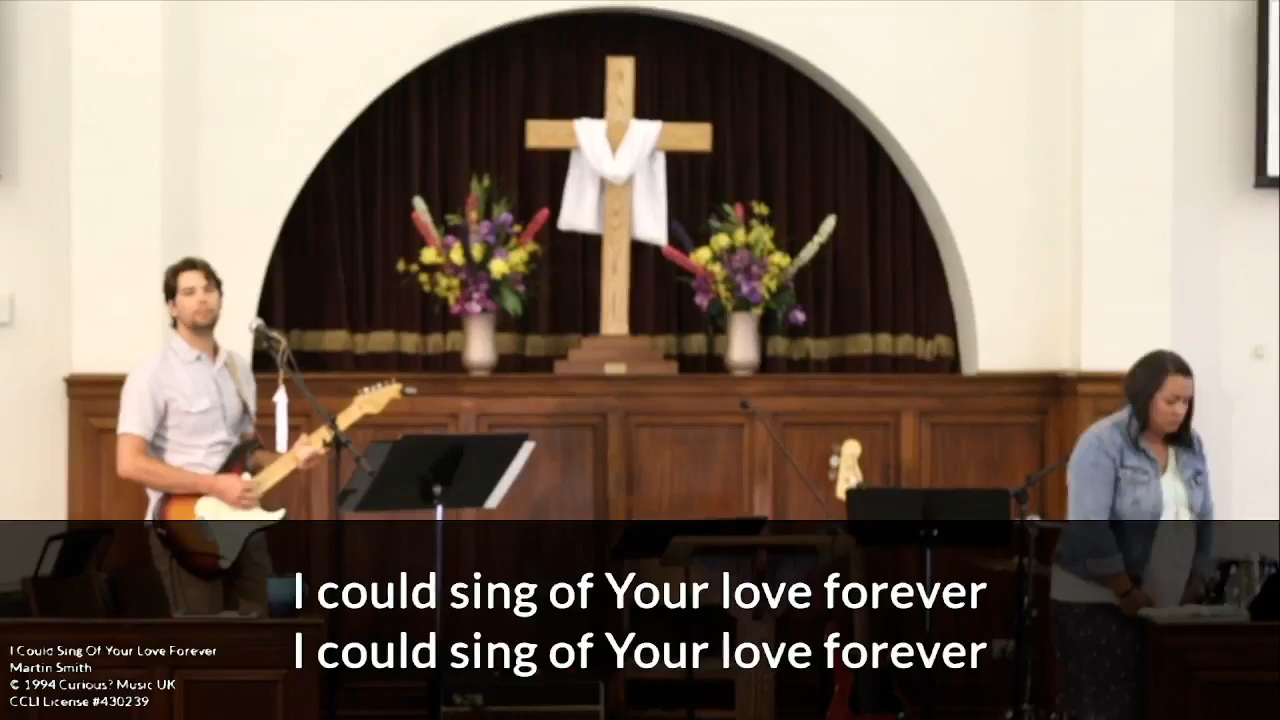 I could sing of Your love forever
I could sing of Your love forever
I Could Sing Of Your Love Forever
Martin Smith
© 1994 Curious? Music UK
CCLI License #430239